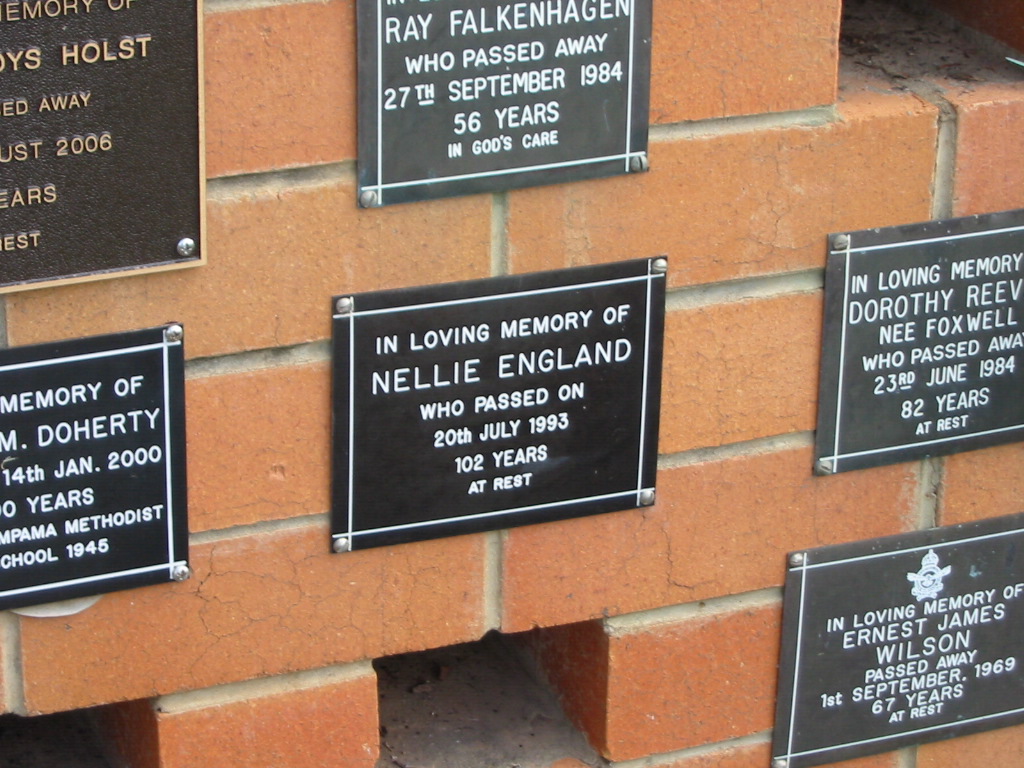 EMORY OF
OYS HOLST
ED AWAY
UST 2006
EARS
REST
RAY FALKENHAGEN
WHO PASSED AWAY
27TH SEPTEMBER 1984
56 YEARS
IN GOD'S CARE
MEMORY OF
M. DOHERTY
14th JAN. 2000
00 YEARS
MPAMA METHODIST
CHOOL 1945
IN LOVING MEMORY OF
NELLIE ENGLAND
WHO PASSED ON
20th JULY 1993
102 YEARS
AT REST
IN LOVING MEMORY
DOROTHY REEV
NEE FOXWELL
WHO PASSED AWAY
23RD JUNE 1984
82 YEARS
AT REST
IN LOVING MEMORY OF
ERNEST JAMES
WILSON
PASSED AWAY
1st SEPTEMBER. 1969
67 YEARS
AT REST